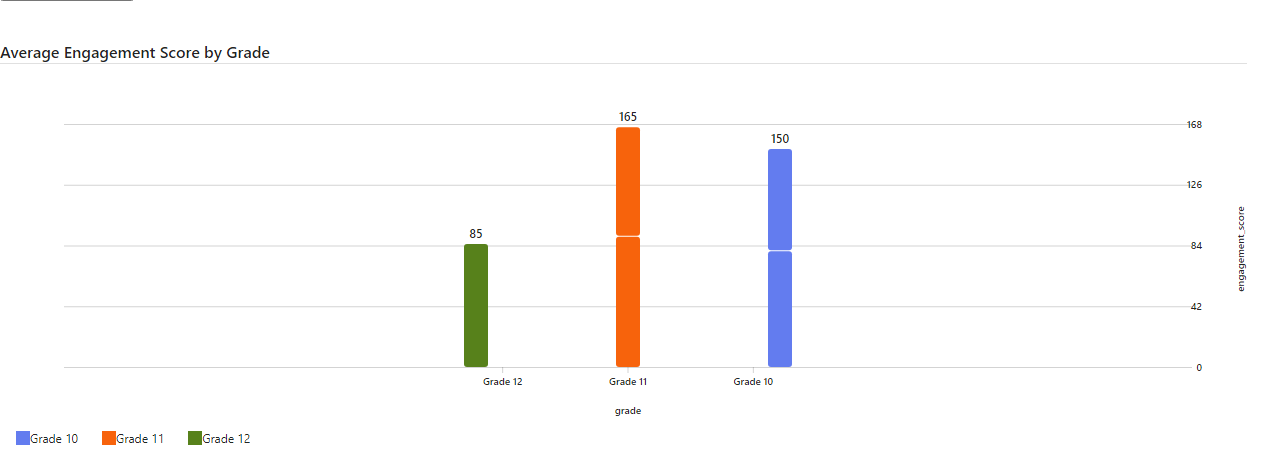 Average Engagement Score by Grade
165
150
85
168
126
84
42
0
engagement_score
Grade 12 Grade 11 Grade 10
grade
Grade 10 Grade 11 Grade 12